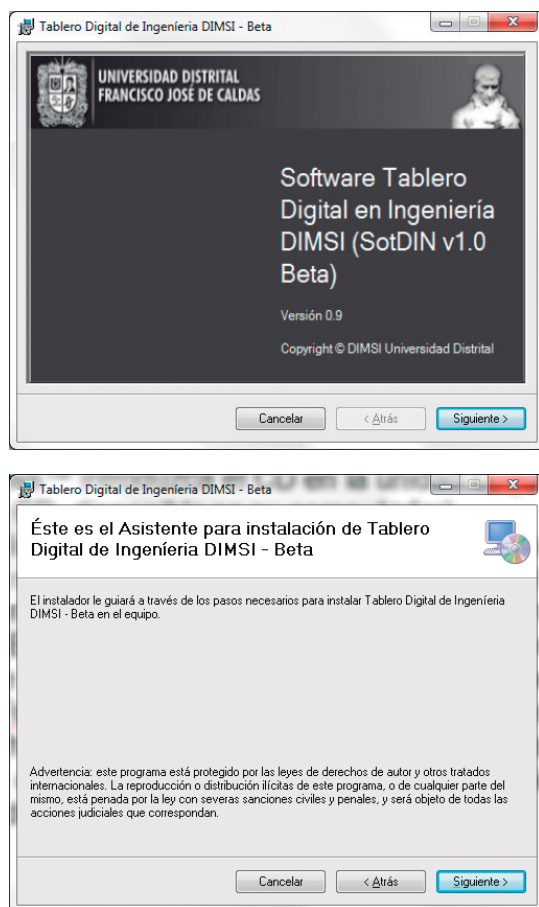 Tablero Digital de Ingeníeria DIMSI - Beta
UNIVERSIDAD DISTRITAL
FRANCISCO JOSÉ DE CALDAS
Software Tablero
Digital en Ingeniería
DIMSI (SotDIN v1.0
Beta)
Versión 0.9
Copyright © DIMSI Universidad Distrital
Cancelar
< Atrás
Siguiente >
Tablero Digital de Ingeníeria DIMSI - Beta
Éste es el Asistente para instalación de Tablero
Digital de Ingeníeria DIMSI - Beta
El instalador le guiará a través de los pasos necesarios para instalar Tablero Digital de Ingeníeria
DIMSI - Beta en el equipo.
Advertencia: este programa está protegido por las leyes de derechos de autor y otros tratados
internacionales. La reproducción o distribución ilícitas de este programa, o de cualquier parte del
mismo, está penada por la ley con severas sanciones civiles y penales, y será objeto de todas las
acciones judiciales que correspondan.
Cancelar
< Atrás
Siguiente >